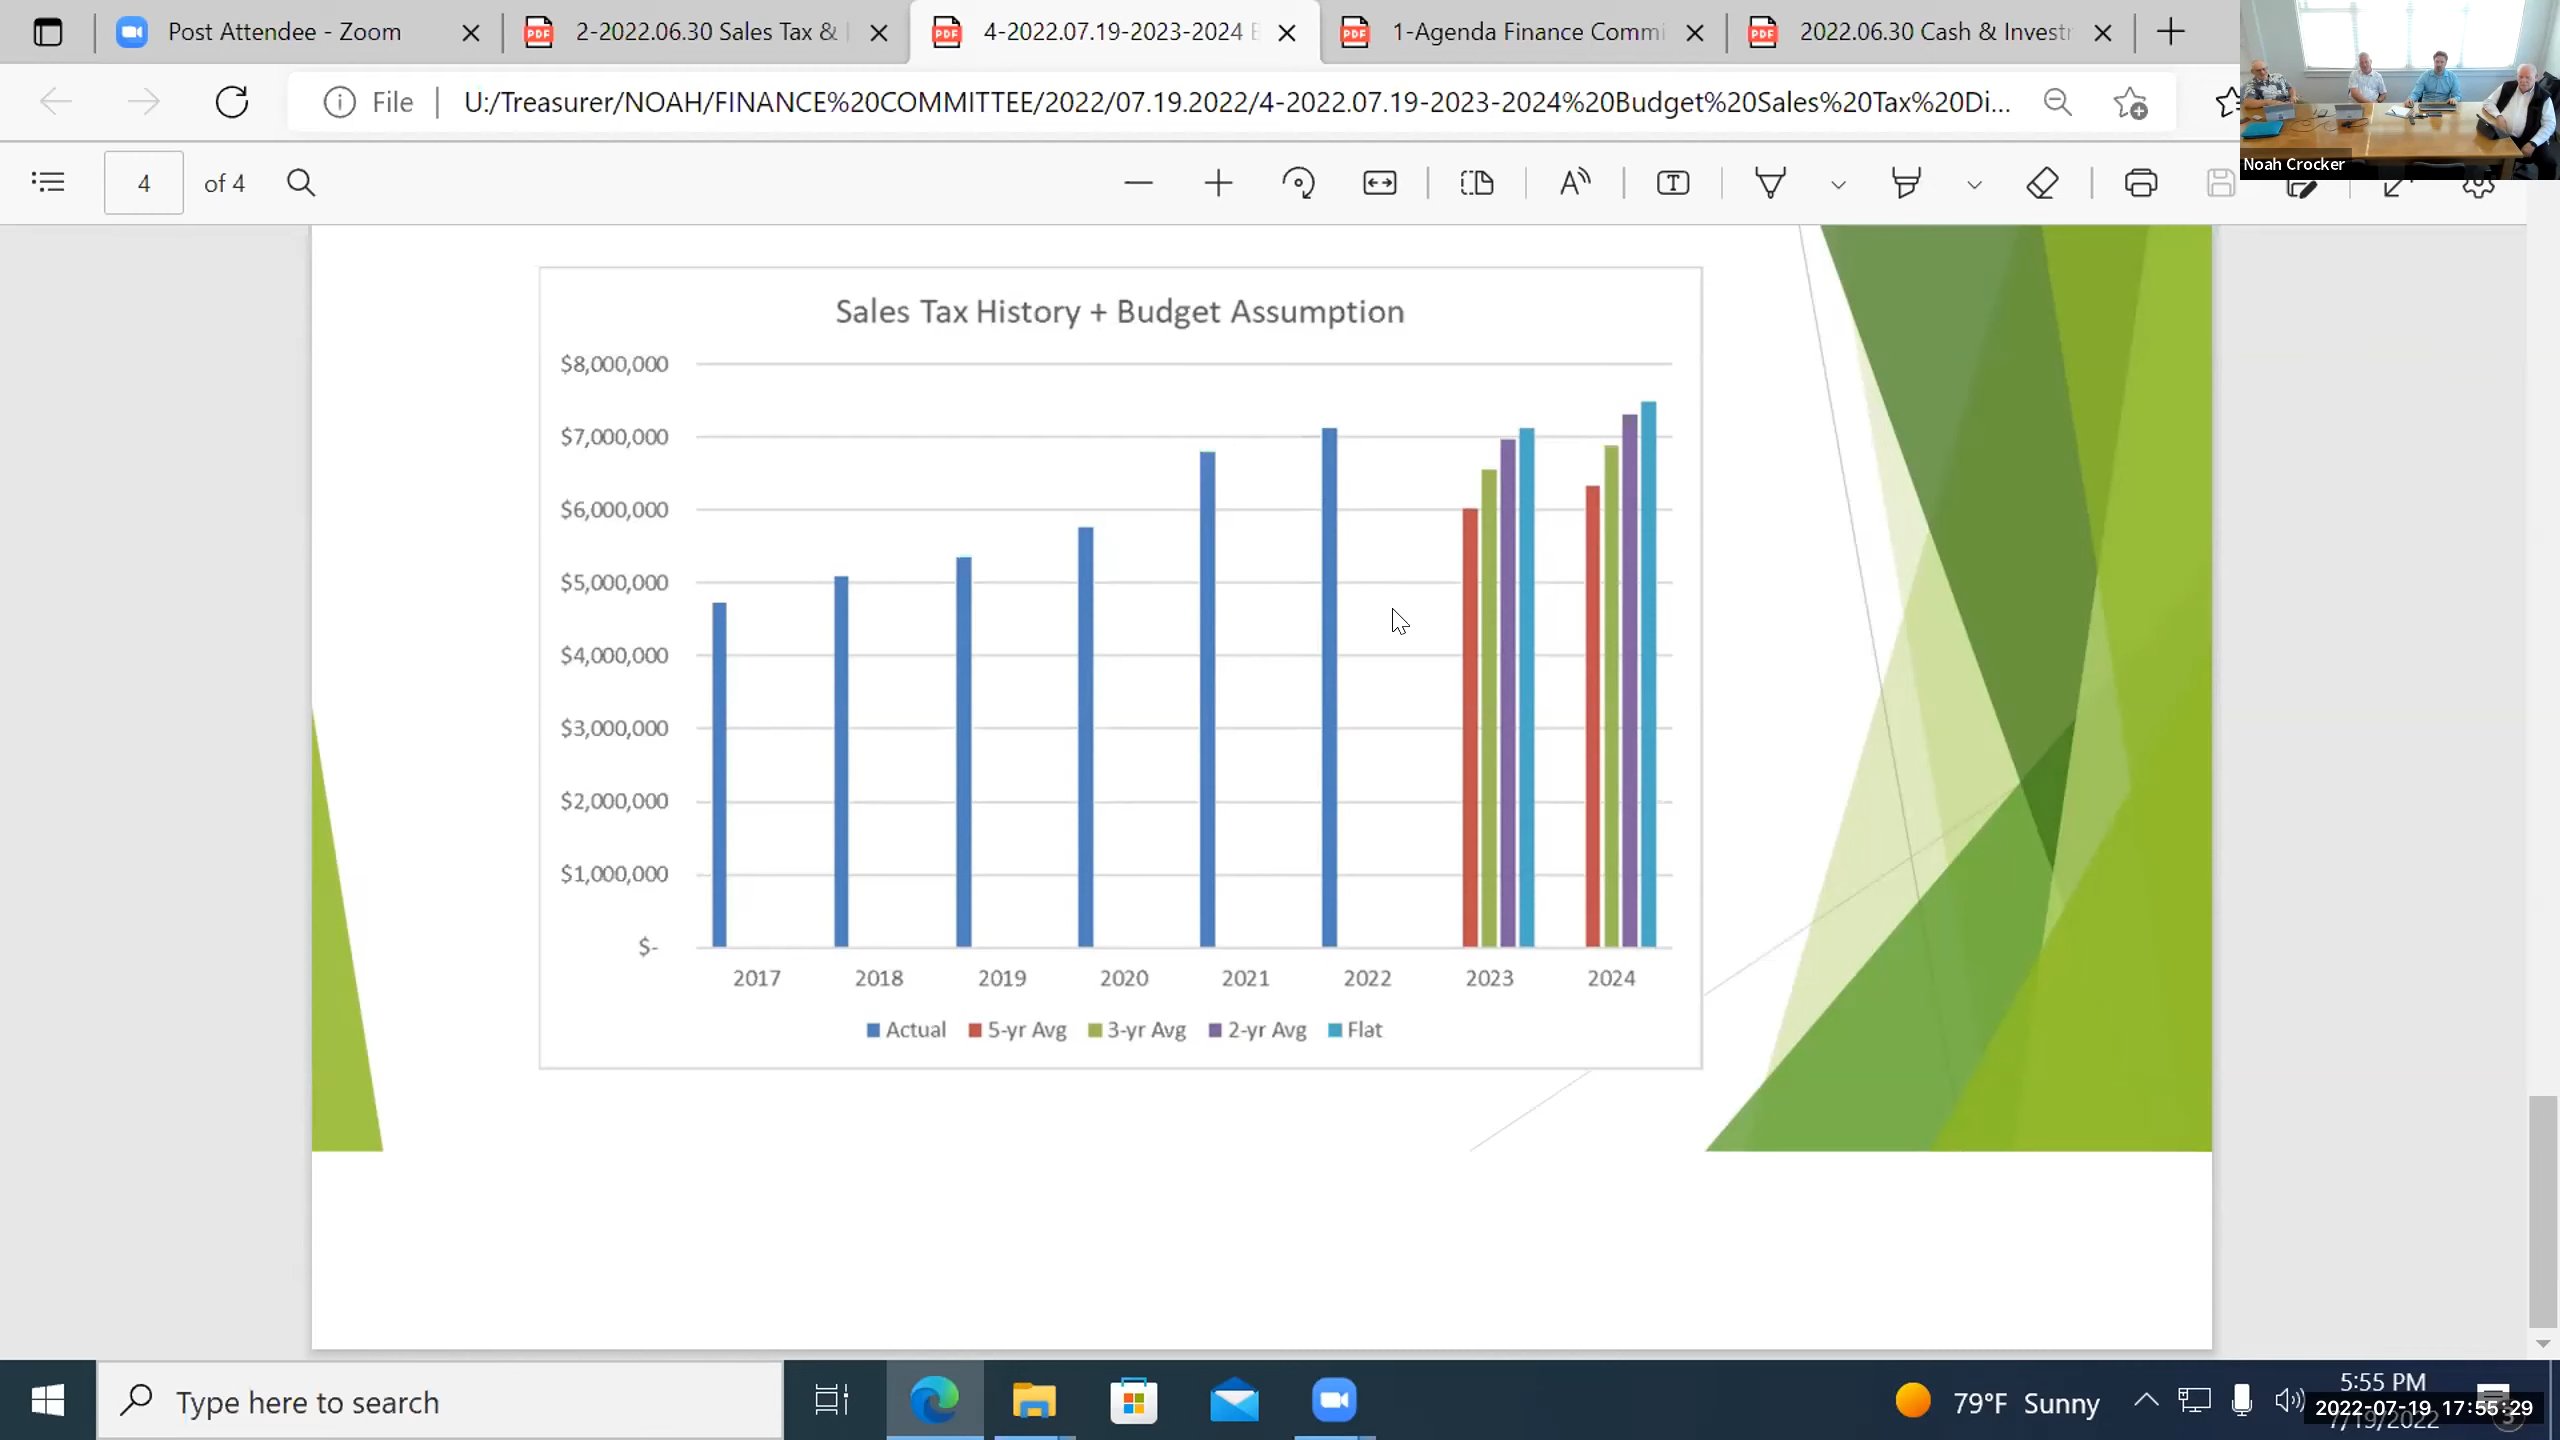 Post Attendee - Zoom
2-2022.06.30 Sales Tax &
4-2022.07.19-2023-2024
1-Agenda Finance Commi
2022.06.30 Cash & Invest
File
U:/Treasurer/NOAH/FINANCE%20COMMITTEE/2022/07.19.2022/4-2022.07.19-2023-2024%20Budget%20Sales%20Tax%20Di...
Noah Crocker
4 of 4
Sales Tax History + Budget Assumption
$8,000,000
$7,000,000
$6,000,000
$5,000,000
$4,000,000
$3,000,000
$2,000,000
$1,000,000
$-
2017 2018 2019 2020 2021 2022 2023 2024
Actual 5-yr Avg 3-yr Avg 2-yr Avg Flat
Type here to search
79°F Sunny
5:55 PM
2022-07-19 17:55:29
7/19/2022